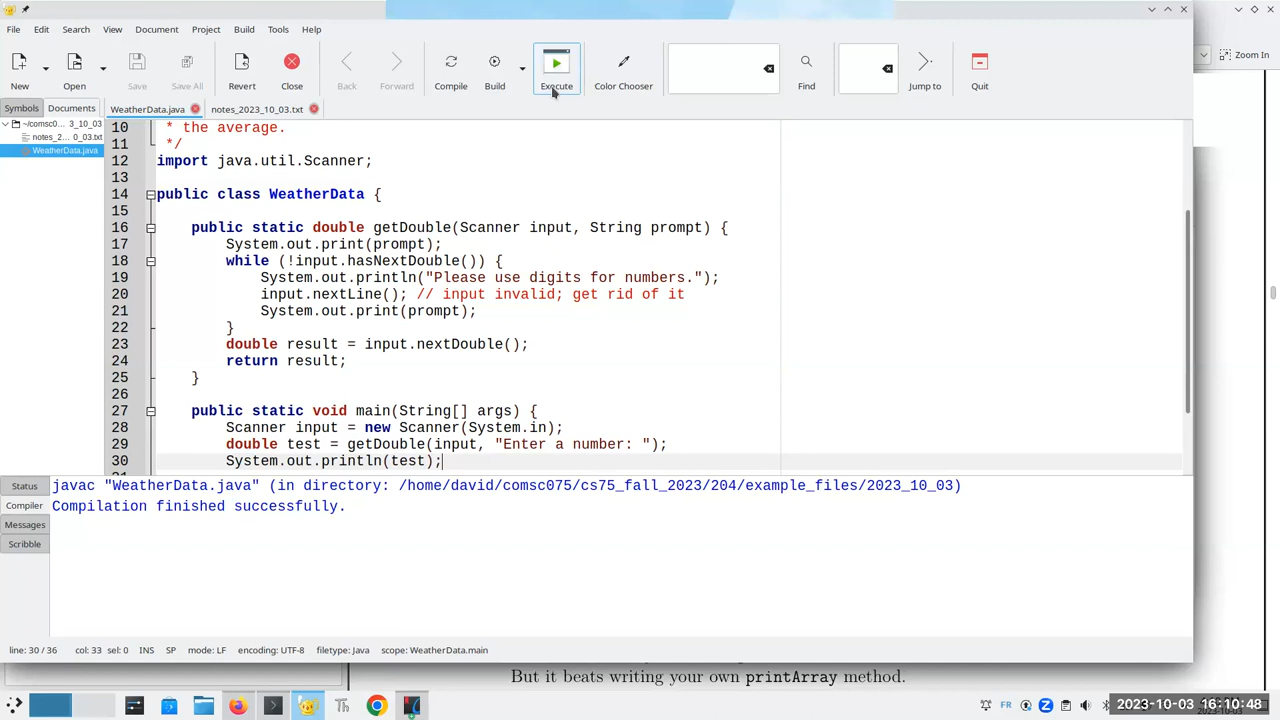 File Edit Search View Document Project Build Tools Help
Zoom In
New Open Save Save All Revert Close Back Forward Compile Build Execute Color Chooser Find Jump to Quit
Symbols Documents WeatherData.java notes_2023_10_03.txt
~/comsc0... 3_10_03
notes_2... 0_03.txt
WeatherData.java
10 * the average.
11 */
12 import java.util.Scanner;
13
14 public class WeatherData {
15
16 public static double getDouble(Scanner input, String prompt) {
17 System.out.print(prompt);
18 while (!input.hasNextDouble()) {
19 System.out.println("Please use digits for numbers.");
20 input.nextLine(); // input invalid; get rid of it
21 System.out.print(prompt);
22 }
23 double result = input.nextDouble();
24 return result;
25 }
26
27 public static void main(String[] args) {
28 Scanner input = new Scanner(System.in);
29 double test = getDouble(input, "Enter a number: ");
30 System.out.println(test);
Status
Compiler
Messages
Scribble
javac "WeatherData.java" (in directory: /home/david/comsc075/cs75_fall_2023/204/example_files/2023_10_03)
Compilation finished successfully.
line: 30 / 36 col: 33 sel: 0 INS SP mode: LF encoding: UTF-8 filetype: Java scope: WeatherData.main
But it beats writing your own printArray method.
Th
FR
2023-10-03 16:10:48